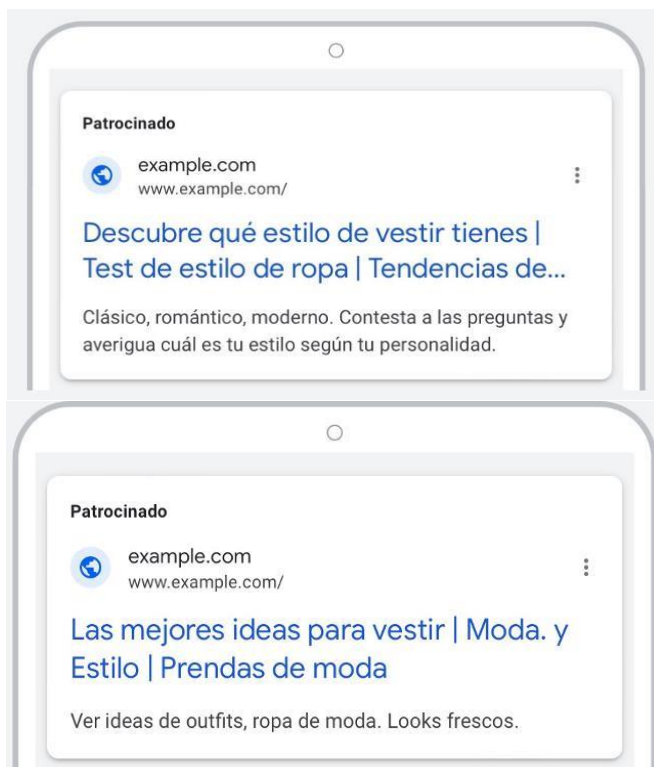 Patrocinado
example.com
www.example.com/
Descubre qué estilo de vestir tienes |
Test de estilo de ropa | Tendencias de...
Clásico, romántico, moderno. Contesta a las preguntas y
averigua cuál es tu estilo según tu personalidad.
Patrocinado
example.com
www.example.com/
Las mejores ideas para vestir | Moda. y
Estilo | Prendas de moda
Ver ideas de outfits, ropa de moda. Looks frescos.